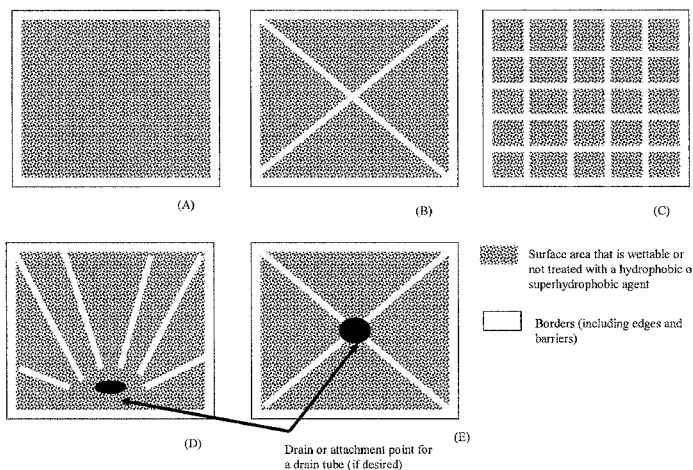 (A)
(B)
(C)
Surface area that is wettable or
not treated with a hydrophobic o
superhydrophobic agent
Borders (including edges and
barriers)
(D)
(E)
Drain or attachment point for
a drain tube (if desired)